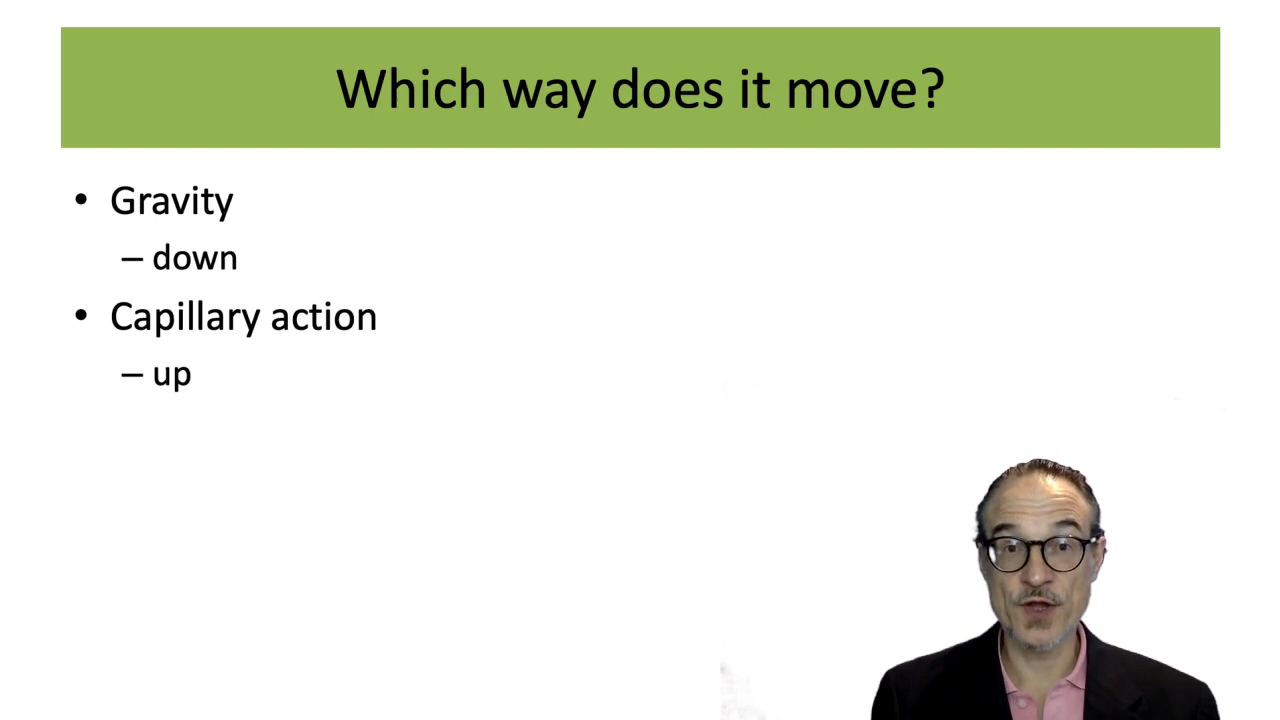 Which way does it move?
• Gravity
– down
• Capillary action
– up